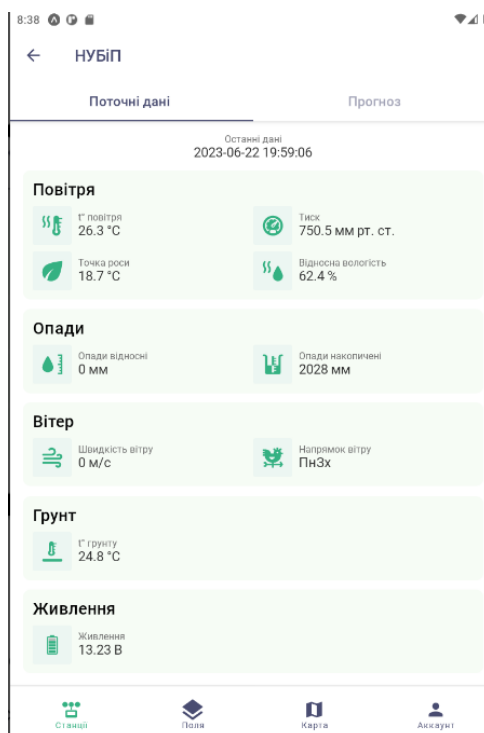 8:38
НУБіП
Поточні дані
Прогноз
Останні дані
2023-06-22 19:59:06
Повітря
t° повітря
26.3 °C
Тиск
750.5 мм рт. ст.
Точка роси
18.7 °C
Відносна вологість
62.4 %
Опади
Опади відносні
0 мм
Опади накопичені
2028 мм
Вітер
Швидкість вітру
0 м/с
Напрямок вітру
ПнЗх
Грунт
t° грунту
24.8 °C
Живлення
Живлення
13.23 В
Станції
Поля
Карта
Аккаунт